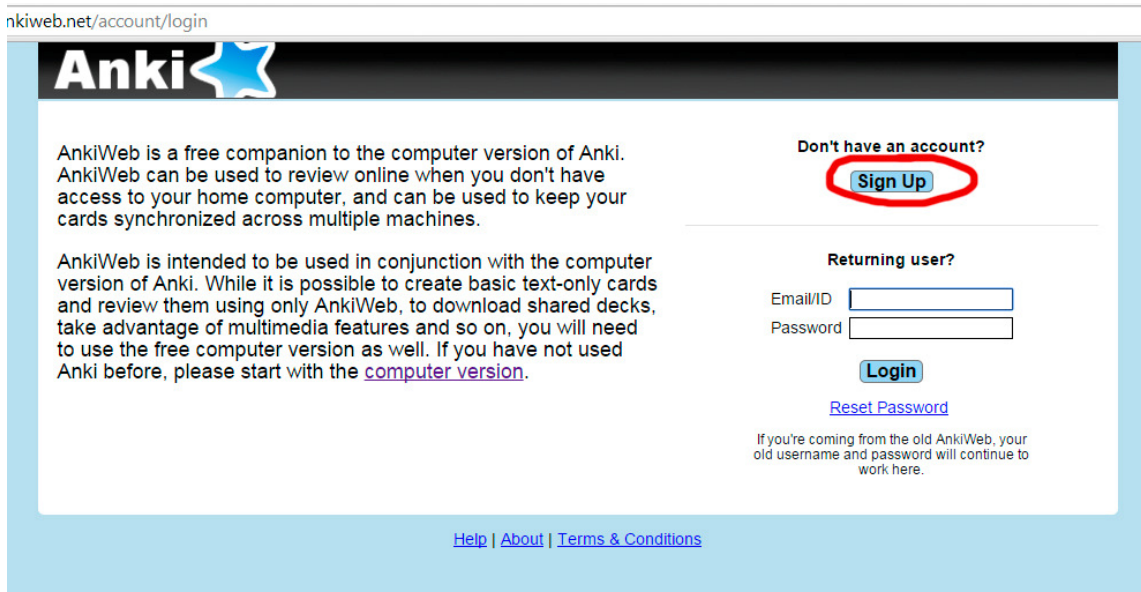 nkiweb.net/account/login
Anki
AnkiWeb is a free companion to the computer version of Anki.
AnkiWeb can be used to review online when you don't have
access to your home computer, and can be used to keep your
cards synchronized across multiple machines.
AnkiWeb is intended to be used in conjunction with the computer
version of Anki. While it is possible to create basic text-only cards
and review them using only AnkiWeb, to download shared decks,
take advantage of multimedia features and so on, you will need
to use the free computer version as well. If you have not used
Anki before, please start with the computer version.
Don't have an account?
Sign Up
Returning user?
Email/ID
Password
Login
Reset Password
If you're coming from the old AnkiWeb, your
old username and password will continue to
work here.
Help | About | Terms & Conditions